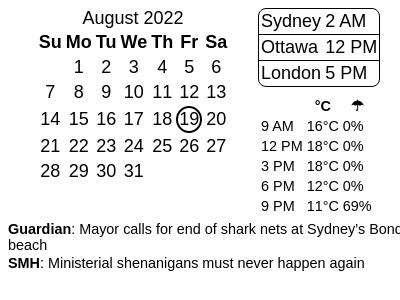 August 2022
Su Mo Tu We Th Fr Sa
1 2 3 4 5 6
7 8 9 10 11 12 13
14 15 16 17 18 19 20
21 22 23 24 25 26 27
28 29 30 31
Sydney 2 AM
Ottawa 12 PM
London 5 PM
°C ☂
9 AM 16°C 0%
12 PM 18°C 0%
3 PM 18°C 0%
6 PM 12°C 0%
9 PM 11°C 69%
Guardian: Mayor calls for end of shark nets at Sydney’s Bond
beach
SMH: Ministerial shenanigans must never happen again